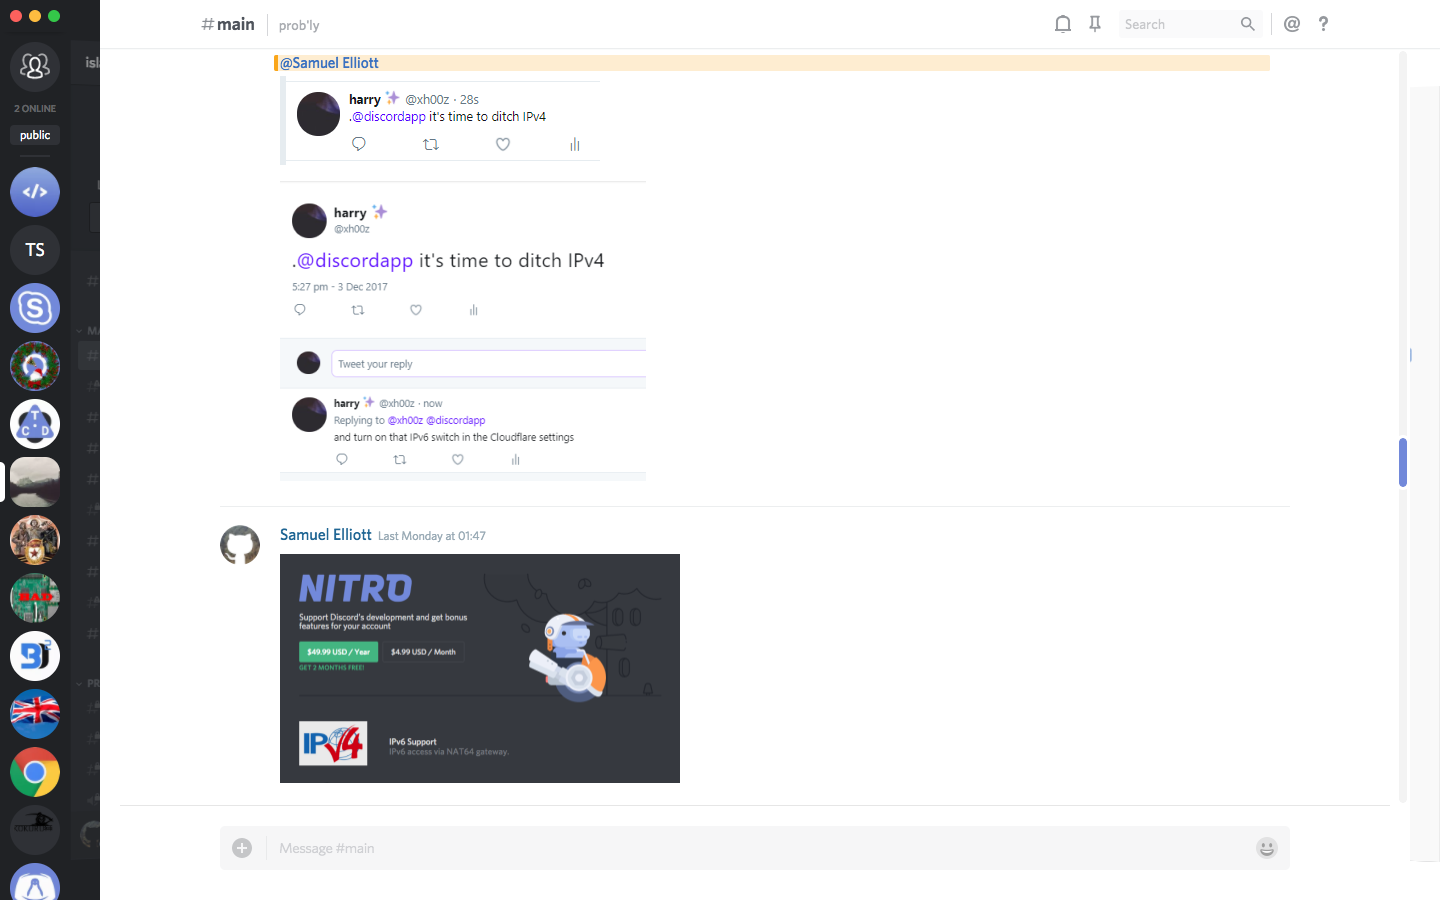 #main
prob'ly
Search
@
?
isl
2 ONLINE
public
TS
MA
PR
@Samuel Elliott
harry ✨ @xh00z · 28s
.@discordapp it's time to ditch IPv4
harry ✨
@xh00z
.@discordapp it's time to ditch IPv4
5:27 pm - 3 Dec 2017
Tweet your reply
harry ✨ @xh00z · now
Replying to @xh00z @discordapp
and turn on that IPv6 switch in the Cloudflare settings
Samuel Elliott Last Monday at 01:47
NITRO
Support Discord's development and get bonus
features for your account
$49.99 USD / Year
$4.99 USD / Month
GET 2 MONTHS FREE!
IPv4
IPv6 Support
IPv6 access via NAT64 gateway.
T
C D
BAD
Message #main